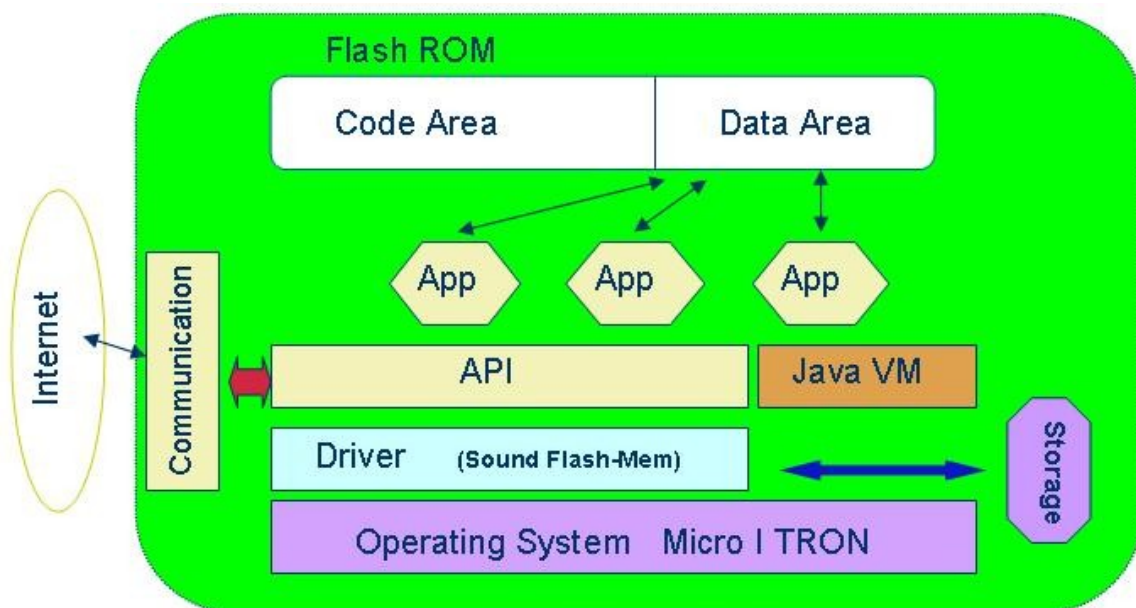 Flash ROM
Code Area
Data Area
App
App
App
Internet
Communication
API
Java VM
Driver (Sound Flash-Mem)
Storage
Operating System Micro I TRON